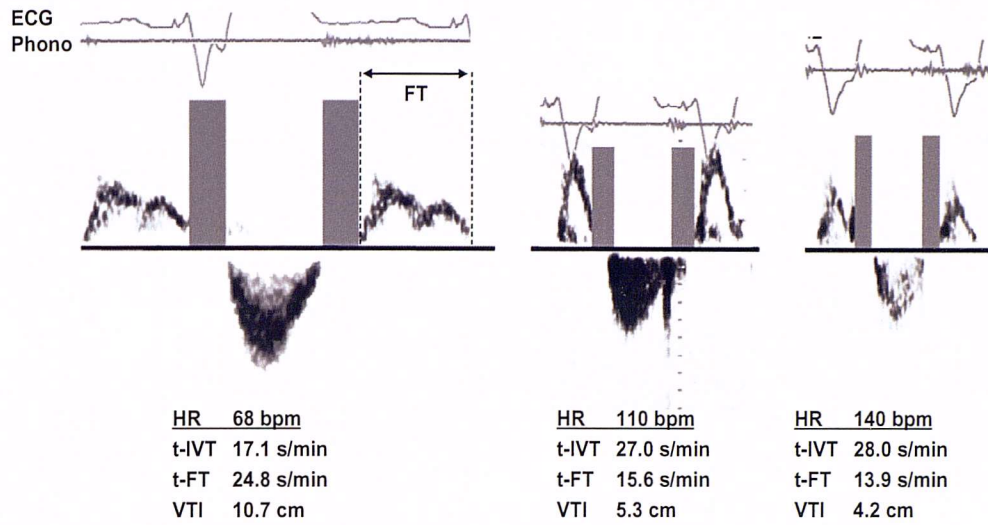 ECG
Phono
FT
HR 68 bpm
t-IVT 17.1 s/min
t-FT 24.8 s/min
VTI 10.7 cm
HR 110 bpm
t-IVT 27.0 s/min
t-FT 15.6 s/min
VTI 5.3 cm
HR 140 bpm
t-IVT 28.0 s/min
t-FT 13.9 s/min
VTI 4.2 cm